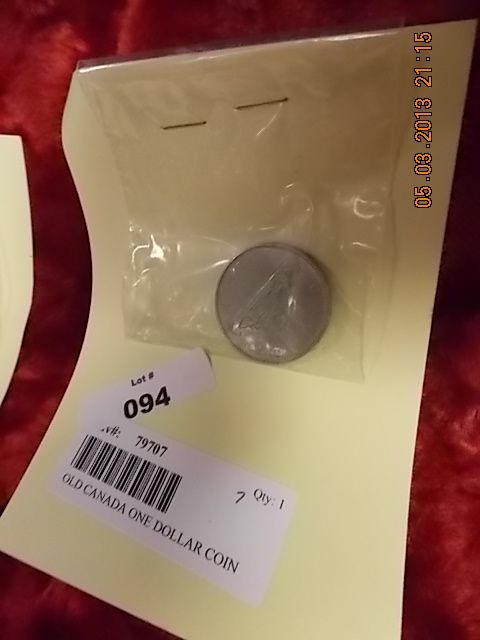 05.03.2013 21:15
Lot #
094
79707
7 Qty: 1
OLD CANADA ONE DOLLAR COIN